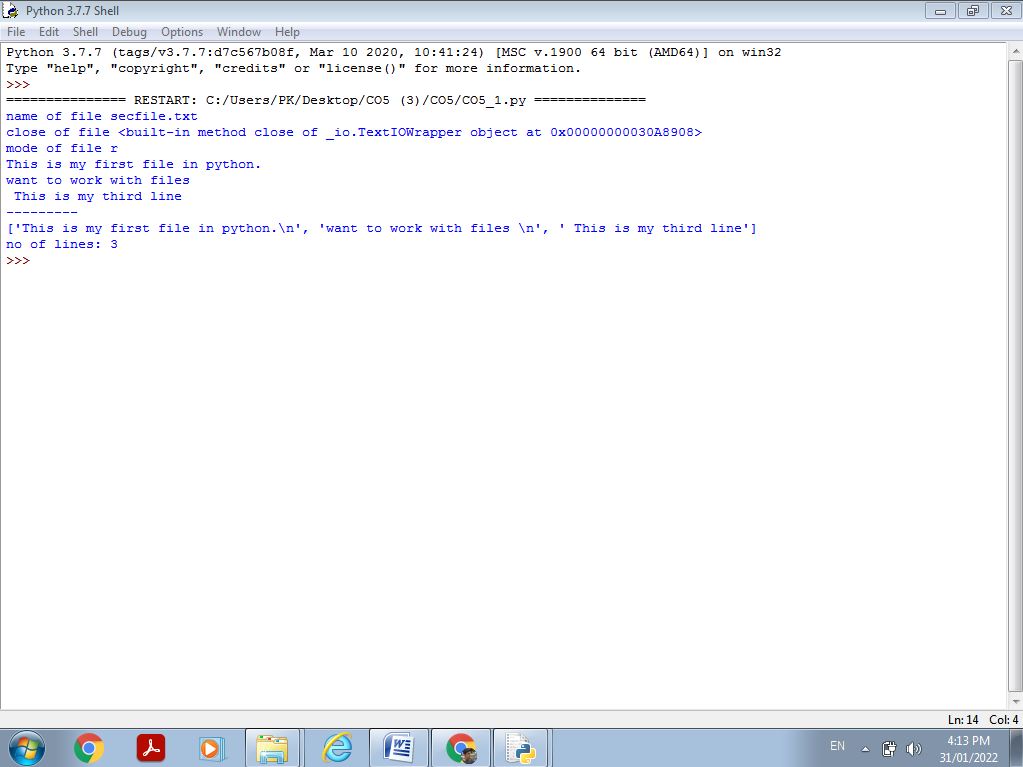 Python 3.7.7 Shell
File Edit Shell Debug Options Window Help
Python 3.7.7 (tags/v3.7.7:d7c567b08f, Mar 10 2020, 10:41:24) [MSC v.1900 64 bit (AMD64)] on win32
Type "help", "copyright", "credits" or "license()" for more information.
>>>
=============== RESTART: C:/Users/PK/Desktop/CO5 (3)/CO5/CO5_1.py ==============
name of file secfile.txt
close of file <built-in method close of _io.TextIOWrapper object at 0x00000000030A8908>
mode of file r
This is my first file in python.
want to work with files
 This is my third line
---------
['This is my first file in python.\n', 'want to work with files \n', ' This is my third line']
no of lines: 3
>>>
Ln: 14 Col: 4
EN
4:13 PM
31/01/2022